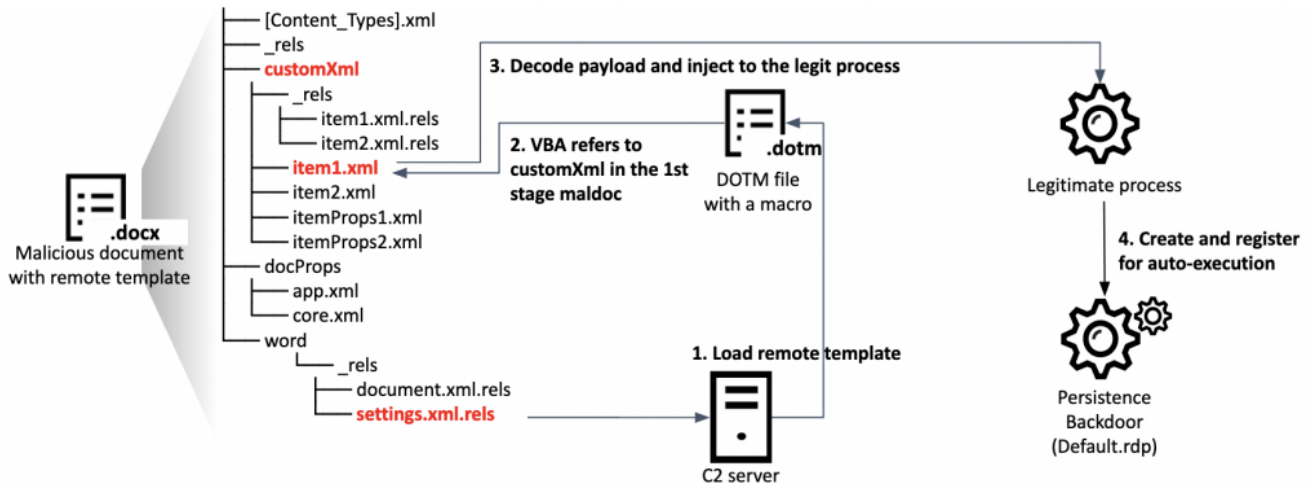 [Content_Types].xml
_rels
customXml
_rels
item1.xml.rels
item2.xml.rels
item1.xml
item2.xml
itemProps1.xml
itemProps2.xml
docProps
app.xml
core.xml
word
_rels
document.xml.rels
settings.xml.rels
.docx
Malicious document
with remote template
1. Load remote template
C2 server
.dotm
DOTM file
with a macro
2. VBA refers to
customXml in the 1st
stage maldoc
3. Decode payload and inject to the legit process
Legitimate process
4. Create and register
for auto-execution
Persistence
Backdoor
(Default.rdp)